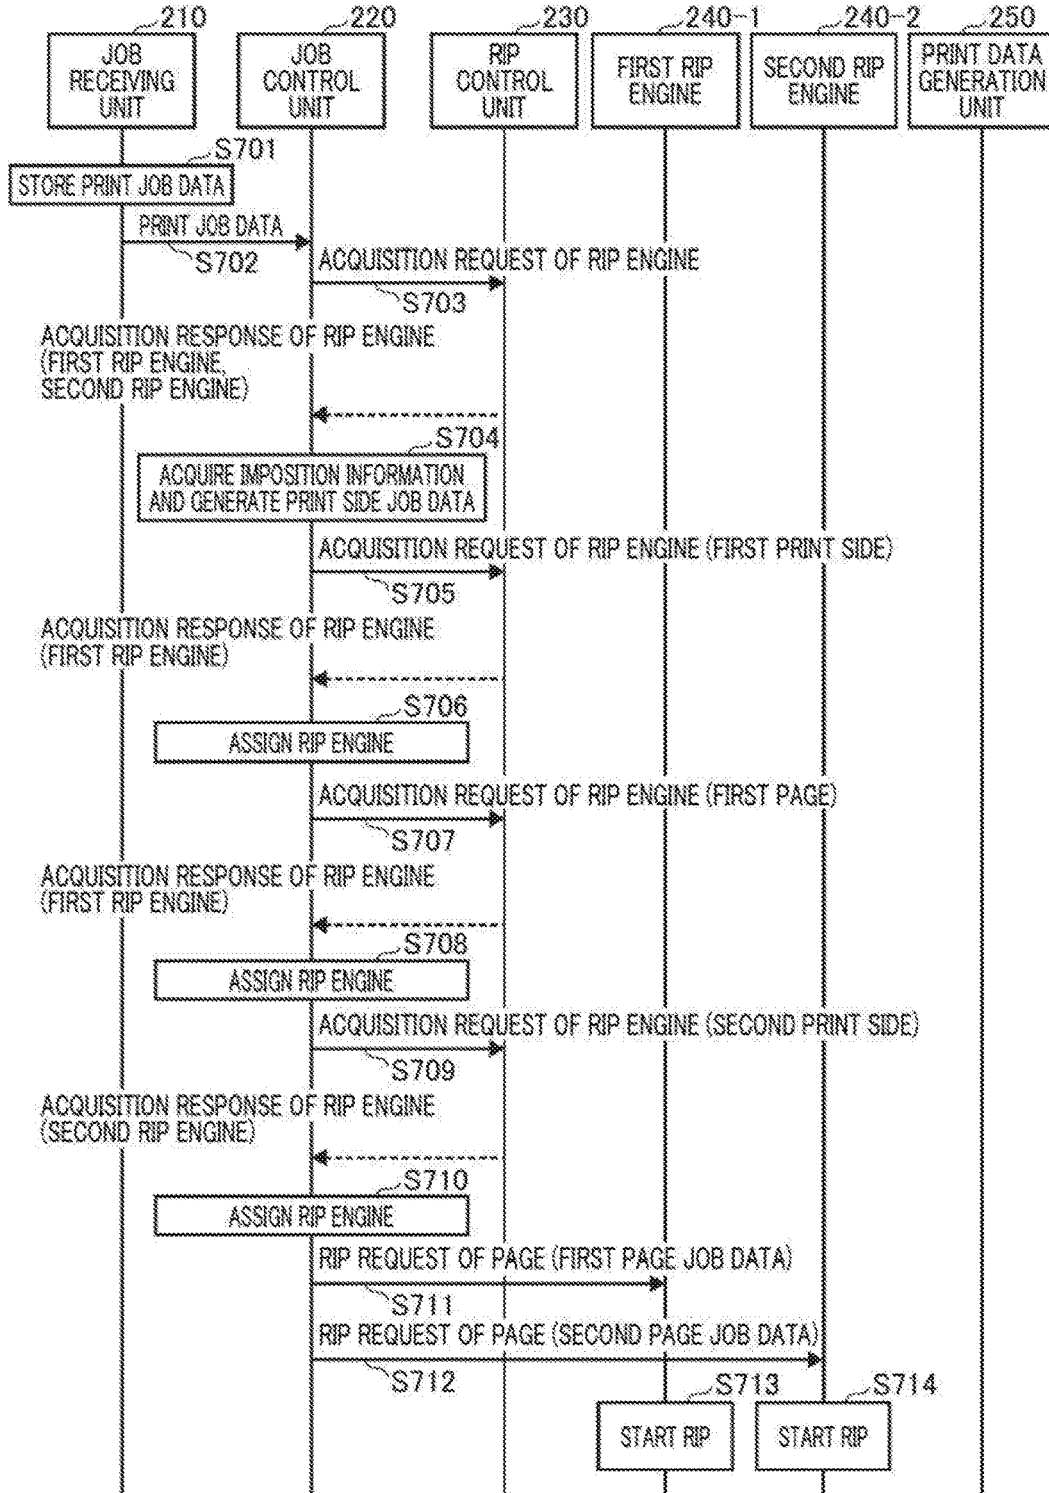 210
220
230
240-1
240-2
250
JOB
RECEIVING
UNIT
JOB
CONTROL
UNIT
RIP
CONTROL
UNIT
FIRST RIP
ENGINE
SECOND RIP
ENGINE
PRINT DATA
GENERATION
UNIT
S701
STORE PRINT JOB DATA
PRINT JOB DATA
S702
ACQUISITION REQUEST OF RIP ENGINE
S703
ACQUISITION RESPONSE OF RIP ENGINE
(FIRST RIP ENGINE,
SECOND RIP ENGINE)
S704
ACQUIRE IMPOSITION INFORMATION
AND GENERATE PRINT SIDE JOB DATA
ACQUISITION REQUEST OF RIP ENGINE (FIRST PRINT SIDE)
S705
ACQUISITION RESPONSE OF RIP ENGINE
(FIRST RIP ENGINE)
S706
ASSIGN RIP ENGINE
ACQUISITION REQUEST OF RIP ENGINE (FIRST PAGE)
S707
ACQUISITION RESPONSE OF RIP ENGINE
(FIRST RIP ENGINE)
S708
ASSIGN RIP ENGINE
ACQUISITION REQUEST OF RIP ENGINE (SECOND PRINT SIDE)
S709
ACQUISITION RESPONSE OF RIP ENGINE
(SECOND RIP ENGINE)
S710
ASSIGN RIP ENGINE
RIP REQUEST OF PAGE (FIRST PAGE JOB DATA)
S711
RIP REQUEST OF PAGE (SECOND PAGE JOB DATA)
S712
S713
START RIP
S714
START RIP